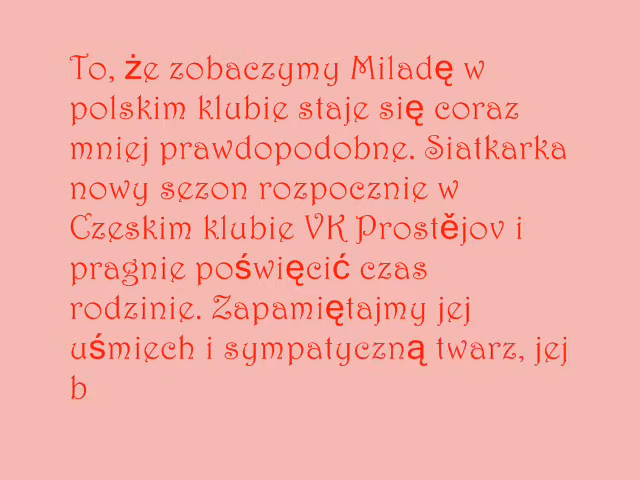 To, że zobaczymy Miladę w
polskim klubie staje się coraz
mniej prawdopodobne. Siatkarka
nowy sezon rozpocznie w
Czeskim klubie VK Prostějov i
pragnie poświęcić czas
rodzinie. Zapamiętajmy jej
uśmiech i sympatyczną twarz, jej
b